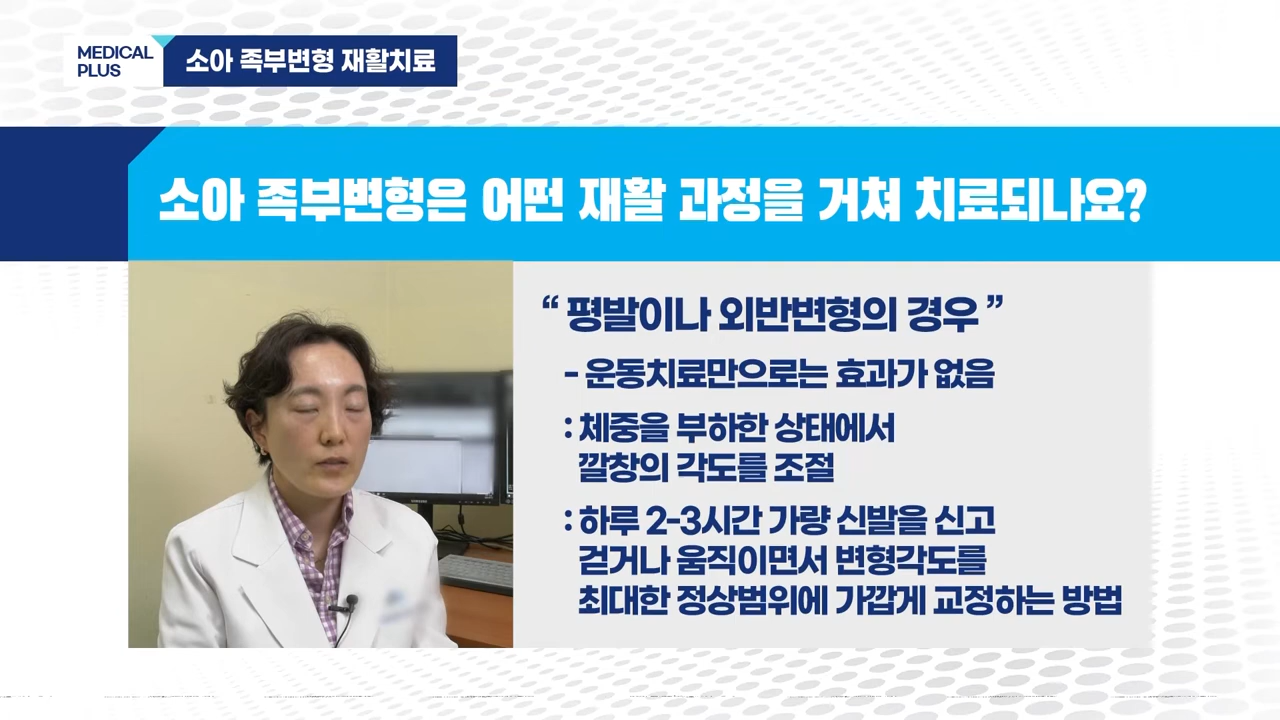 MEDICAL
PLUS
소아 족부변형 재활치료
소아 족부변형은 어떤 재활 과정을 거쳐 치료되나요?
“ 평발이나 외반변형의 경우 ”
- 운동치료만으로는 효과가 없음
: 체중을 부하한 상태에서
깔창의 각도를 조절
: 하루 2-3시간 가량 신발을 신고
걷거나 움직이면서 변형각도를
최대한 정상범위에 가깝게 교정하는 방법
SAMSUNG